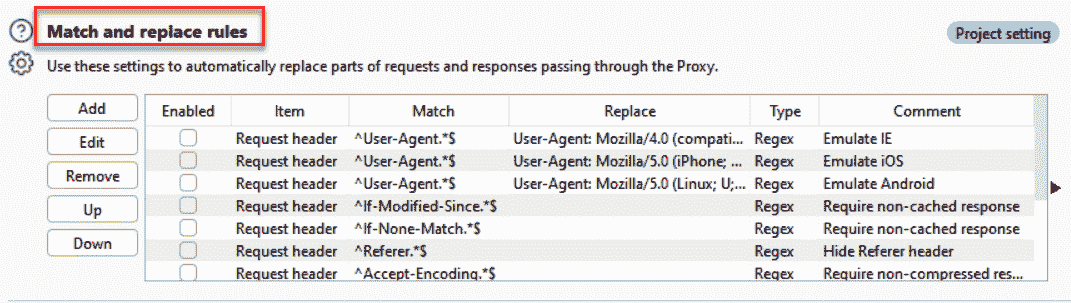 Match and replace rules
Project setting
Use these settings to automatically replace parts of requests and responses passing through the Proxy.
Add
Edit
Remove
Up
Down
Enabled Item Match Replace Type Comment
Request header ^User-Agent.*$ User-Agent: Mozilla/4.0 (compati... Regex Emulate IE
Request header ^User-Agent.*$ User-Agent: Mozilla/5.0 (iPhone; ... Regex Emulate iOS
Request header ^User-Agent.*$ User-Agent: Mozilla/5.0 (Linux; U;... Regex Emulate Android
Request header ^If-Modified-Since.*$ Regex Require non-cached response
Request header ^If-None-Match.*$ Regex Require non-cached response
Request header ^Referer.*$ Regex Hide Referer header
Request header ^Accept-Encoding.*$ Regex Require non-compressed res...